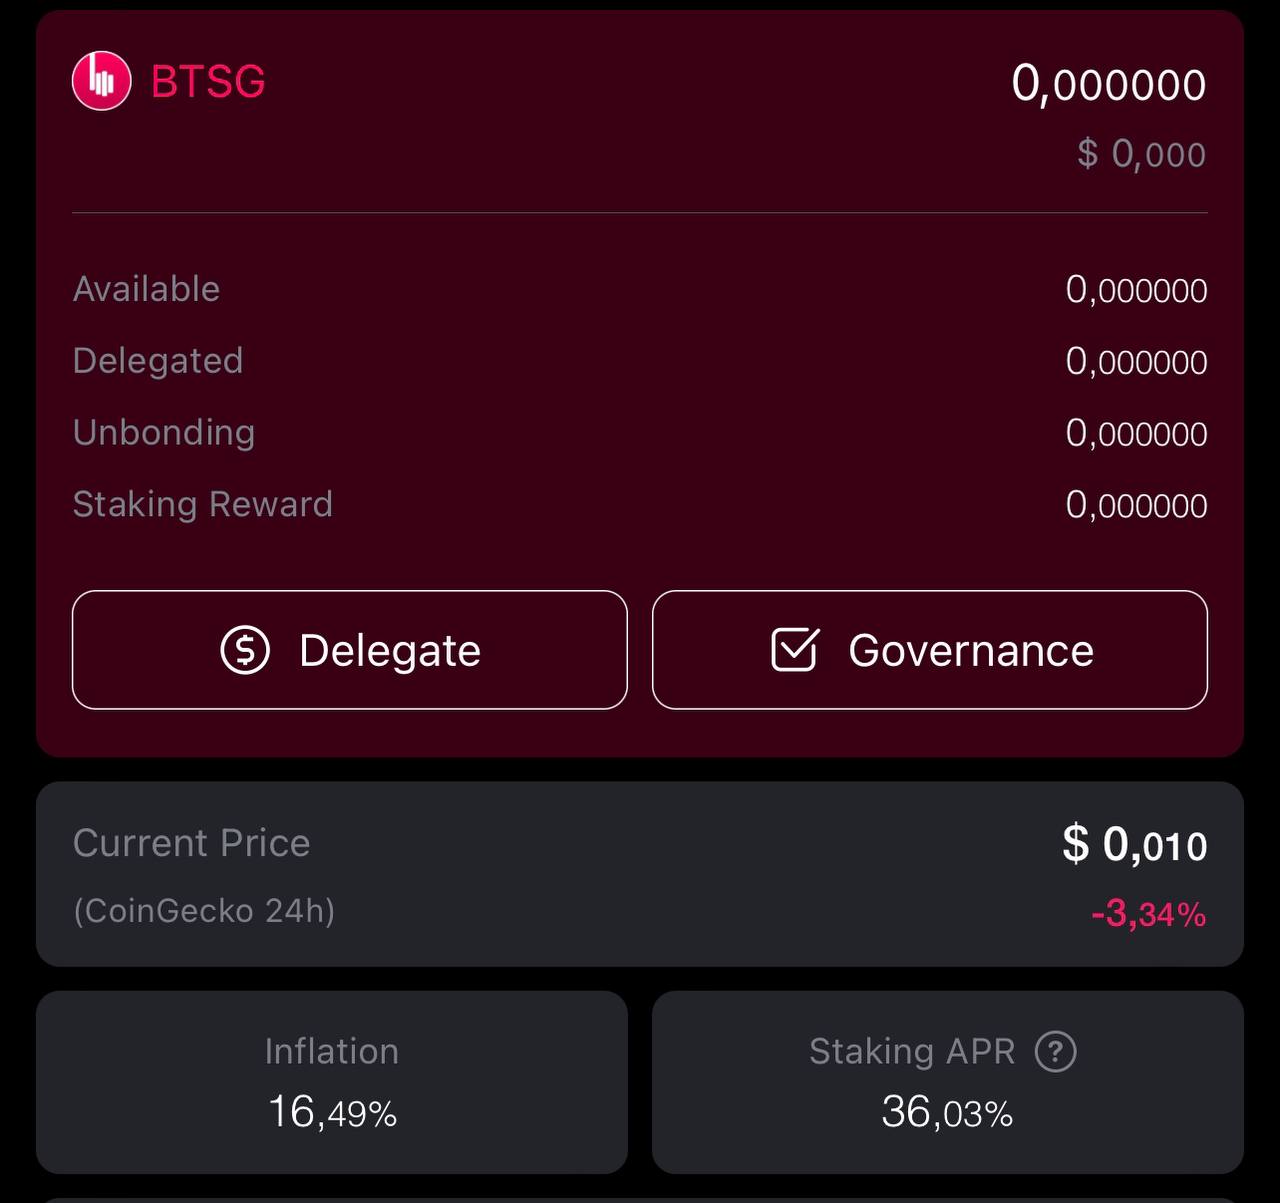 BTSG 0,000000
$ 0,000
Available 0,000000
Delegated 0,000000
Unbonding 0,000000
Staking Reward 0,000000
Delegate Governance
Current Price $ 0,010
(CoinGecko 24h) -3,34%
Inflation Staking APR ?
16,49% 36,03%